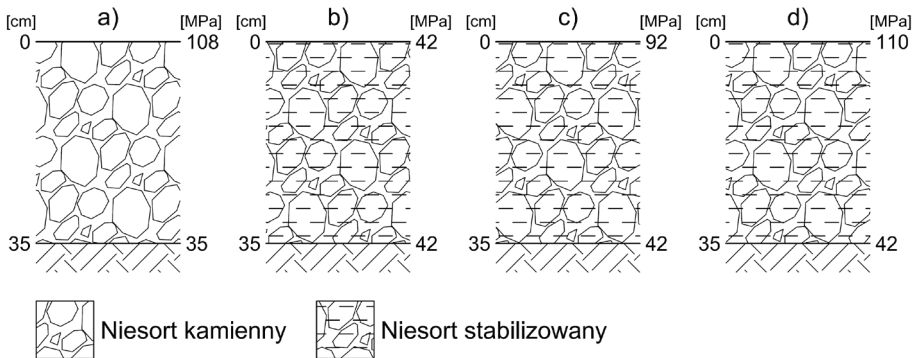 [cm] a) [MPa] [cm] b) [MPa] [cm] c) [MPa] [cm] d) [MPa]
0 108 0 42 0 92 0 110
35 35 35 42 35 42 35 42
Niesort kamienny Niesort stabilizowany